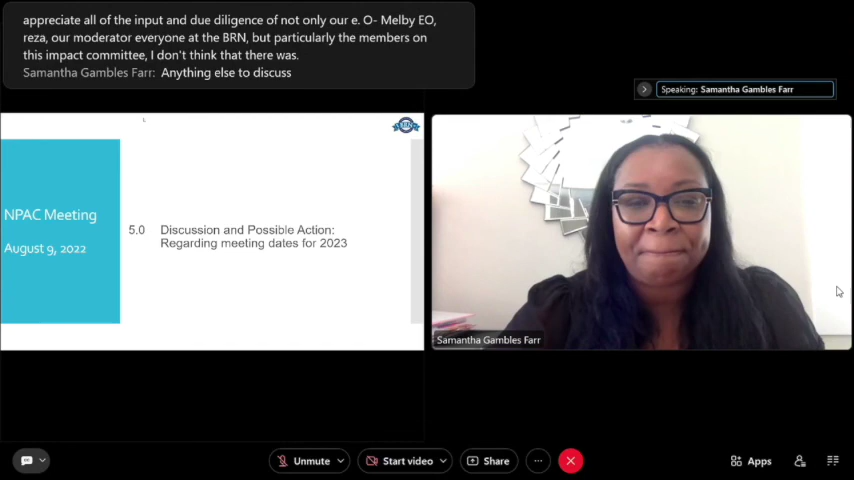 appreciate all of the input and due diligence of not only our e. O- Melby EO,
reza, our moderator everyone at the BRN, but particularly the members on
this impact committee, I don't think that there was.
Samantha Gambles Farr: Anything else to discuss
Speaking: Samantha Gambles Farr
BRN
NPAC Meeting
August 9, 2022
5.0 Discussion and Possible Action:
Regarding meeting dates for 2023
Samantha Gambles Farr
Unmute
Start video
Share
Apps